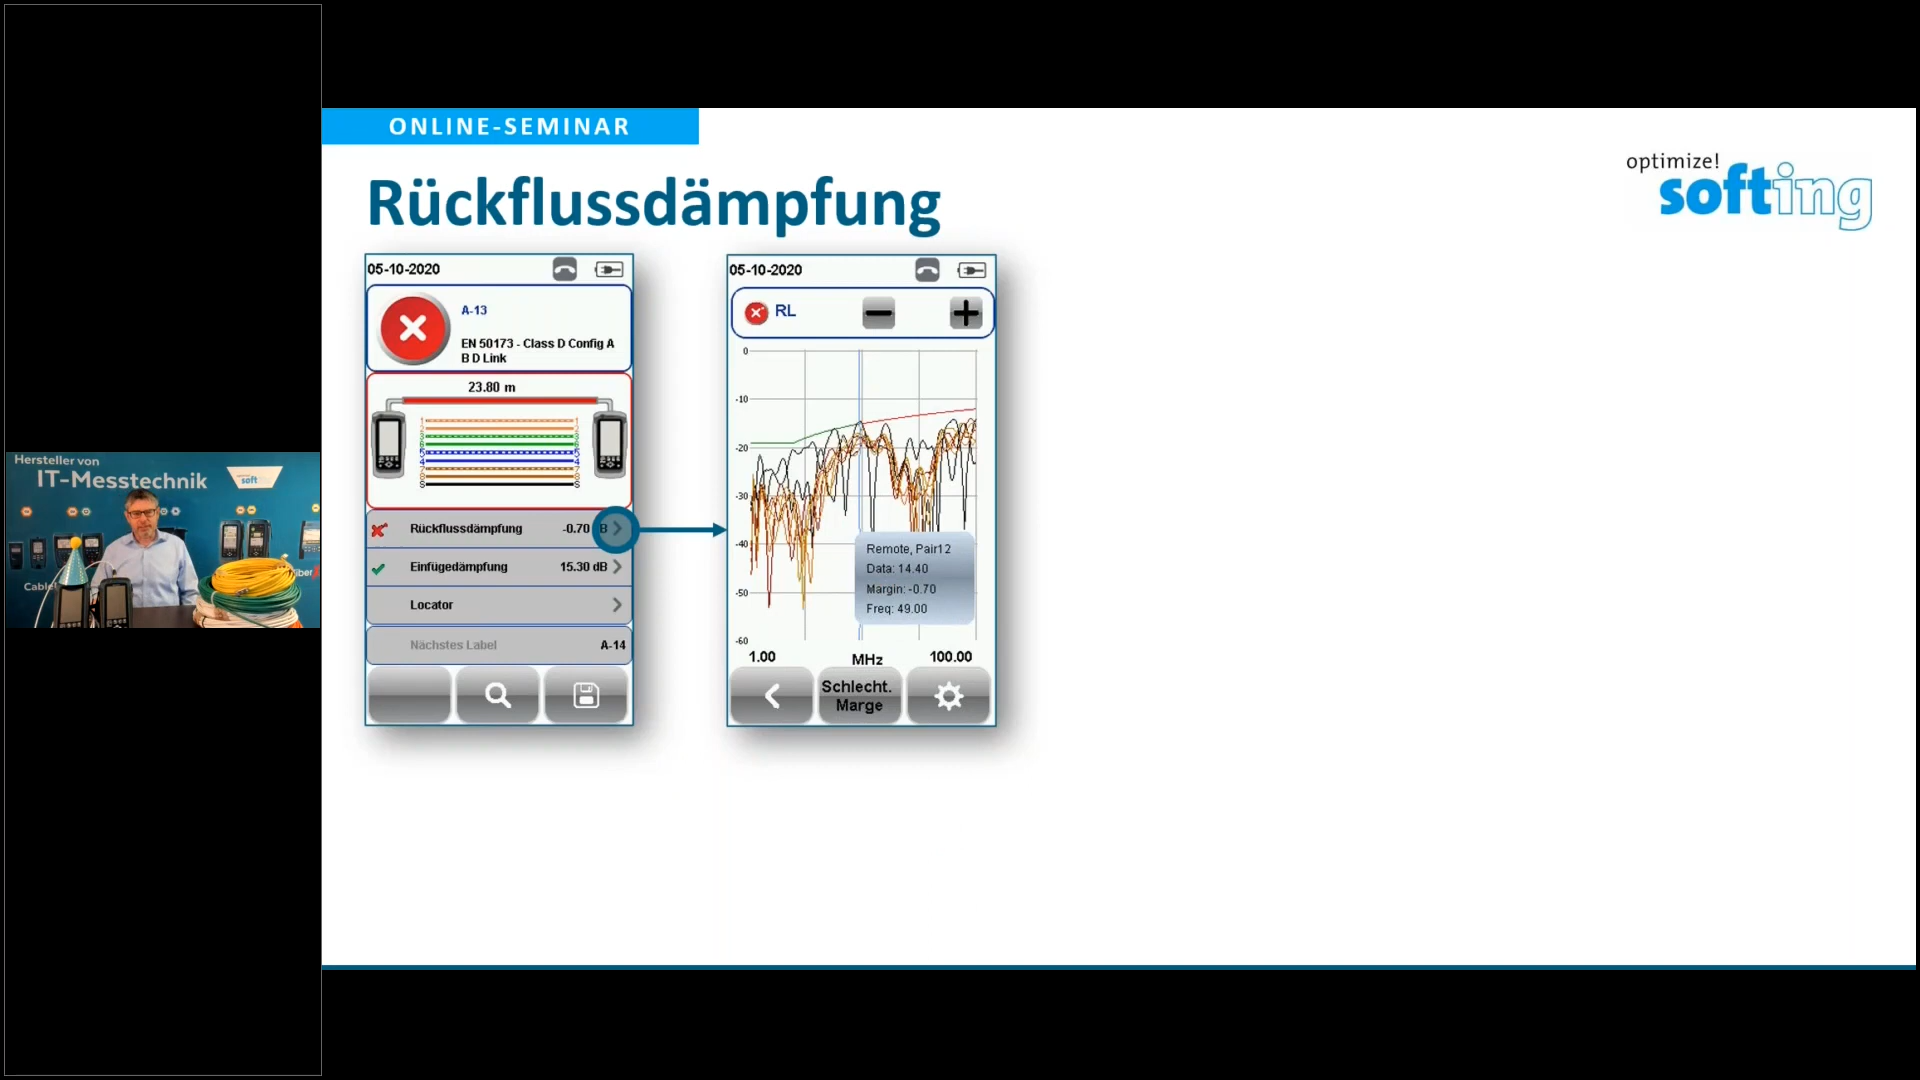 ONLINE-SEMINAR
optimize!
softing
Rückflussdämpfung
05-10-2020
A-13
EN 50173 - Class D Config A
B D Link
23.80 m
Rückflussdämpfung -0.70 B
Einfügedämpfung 15.30 dB
Locator
Nächstes Label A-14
05-10-2020
RL
0
-10
-20
-30
-40
-50
-60
Remote, Pair12
Data: 14.40
Margin: -0.70
Freq: 49.00
1.00 MHz 100.00
Schlecht.
Marge
Hersteller von
IT-Messtechnik
soft
Cable